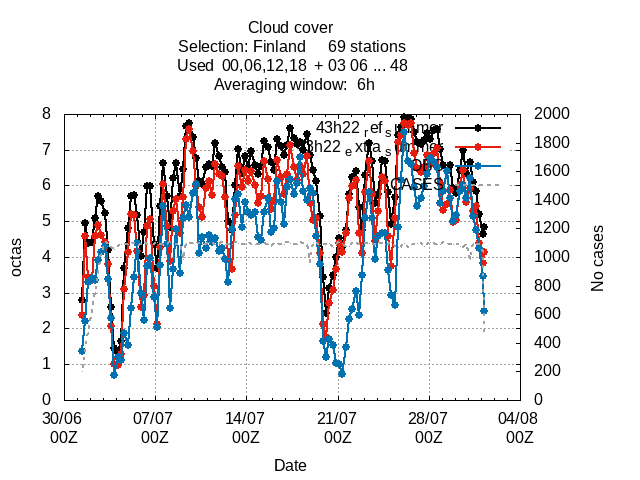 Cloud cover
Selection: Finland 69 stations
Used 00,06,12,18 + 03 06 ... 48
Averaging window: 6h
8
7
6
5
4
3
2
1
0
2000
1800
1600
1400
1200
1000
800
600
400
200
0
octas
No cases
43h22
CASES
30/06 07/07 14/07 21/07 28/07 04/08
00Z 00Z 00Z 00Z 00Z 00Z
Date